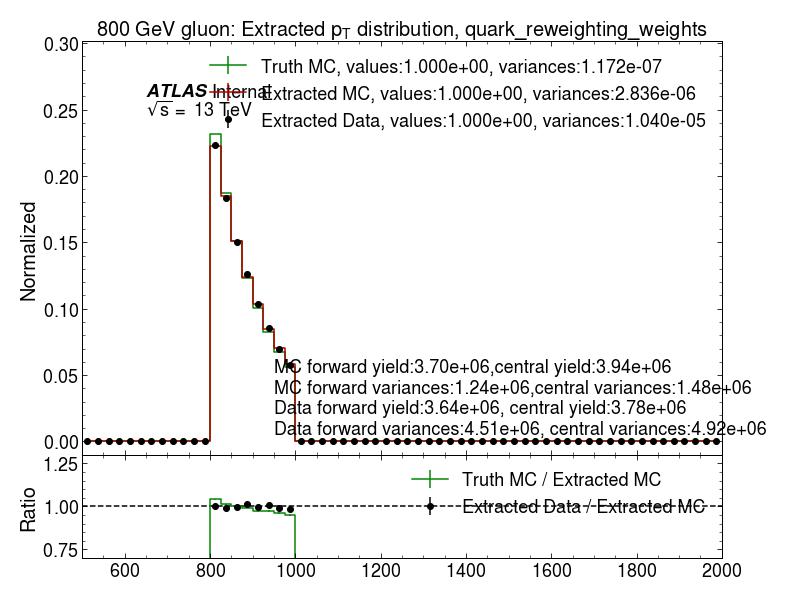 800 GeV gluon: Extracted pT distribution, quark_reweighting_weights
0.30
0.25
0.20
0.15
0.10
0.05
0.00
Normalized
Truth MC, values:1.000e+00, variances:1.172e-07
ATLAS Internal
Extracted MC, values:1.000e+00, variances:2.836e-06
√s = 13 TeV
Extracted Data, values:1.000e+00, variances:1.040e-05
MC forward yield:3.70e+06,central yield:3.94e+06
MC forward variances:1.24e+06,central variances:1.48e+06
Data forward yield:3.64e+06, central yield:3.78e+06
Data forward variances:4.51e+06, central variances:4.92e+06
1.25
1.00
0.75
Ratio
Truth MC / Extracted MC
Extracted Data / Extracted MC
600 800 1000 1200 1400 1600 1800 2000